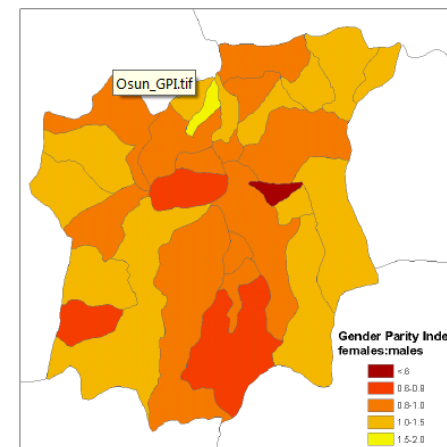 Osun_GPI.tif
Gender Parity Inde
females:males
<.6
0.6-0.8
0.8-1.0
1.0-1.5
1.5-2.0